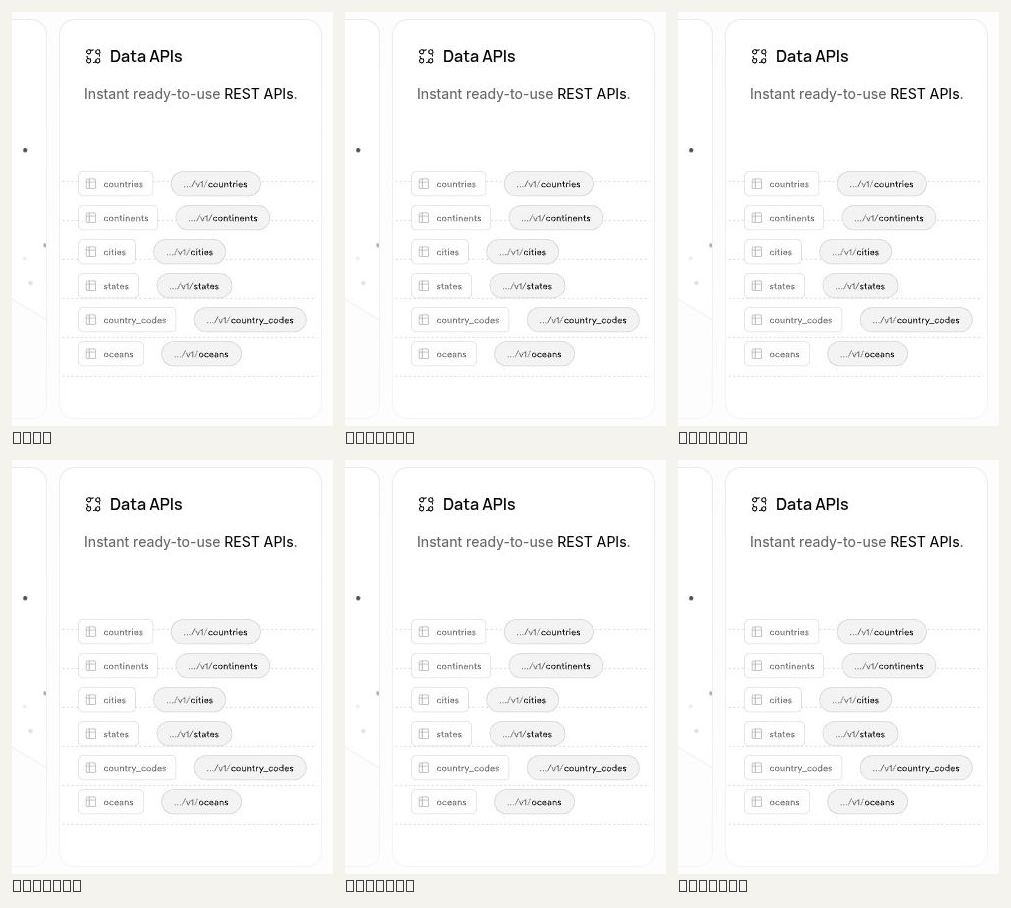 Data APIs
Instant ready-to-use REST APIs.
countries .../v1/countries
continents .../v1/continents
cities .../v1/cities
states .../v1/states
country_codes .../v1/country_codes
oceans .../v1/oceans
Data APIs
Instant ready-to-use REST APIs.
countries .../v1/countries
continents .../v1/continents
cities .../v1/cities
states .../v1/states
country_codes .../v1/country_codes
oceans .../v1/oceans
Data APIs
Instant ready-to-use REST APIs.
countries .../v1/countries
continents .../v1/continents
cities .../v1/cities
states .../v1/states
country_codes .../v1/country_codes
oceans .../v1/oceans
Data APIs
Instant ready-to-use REST APIs.
countries .../v1/countries
continents .../v1/continents
cities .../v1/cities
states .../v1/states
country_codes .../v1/country_codes
oceans .../v1/oceans
Data APIs
Instant ready-to-use REST APIs.
countries .../v1/countries
continents .../v1/continents
cities .../v1/cities
states .../v1/states
country_codes .../v1/country_codes
oceans .../v1/oceans
Data APIs
Instant ready-to-use REST APIs.
countries .../v1/countries
continents .../v1/continents
cities .../v1/cities
states .../v1/states
country_codes .../v1/country_codes
oceans .../v1/oceans